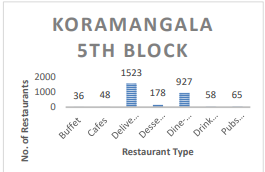 KORAMANGALA
5TH BLOCK
No. of Restaurants
2000
1000
0
36 48 1523 178 927 58 65
Buffet Cafes Delive... Desse... Dine-... Drink... Pubs...
Restaurant Type